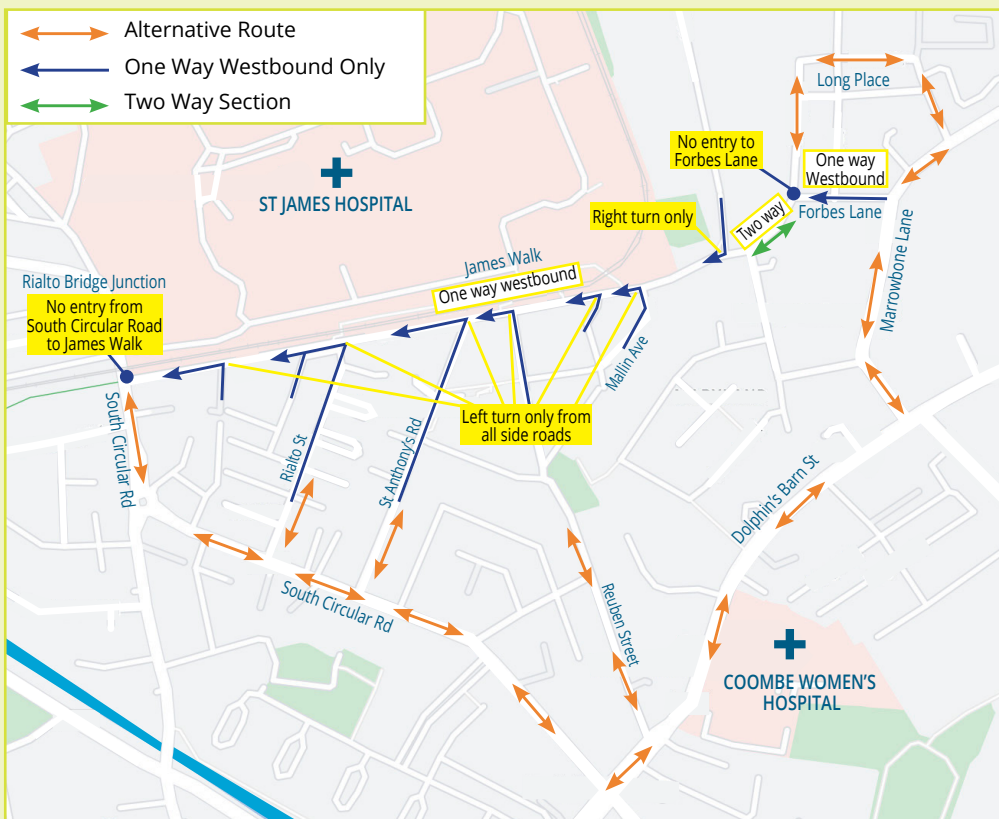 Alternative Route
One Way Westbound Only
Two Way Section
Long Place
No entry to
Forbes Lane
One way
Westbound
Forbes Lane
ST JAMES HOSPITAL
Right turn only
Two way
Marrowbone Lane
James Walk
One way westbound
Rialto Bridge Junction
No entry from
South Circular Road
to James Walk
Mallin Ave
Left turn only from
all side roads
South Circular Rd
Rialto St
St Anthony's Rd
Dolphin's Barn St
South Circular Rd
Reuben Street
COOMBE WOMEN'S
HOSPITAL